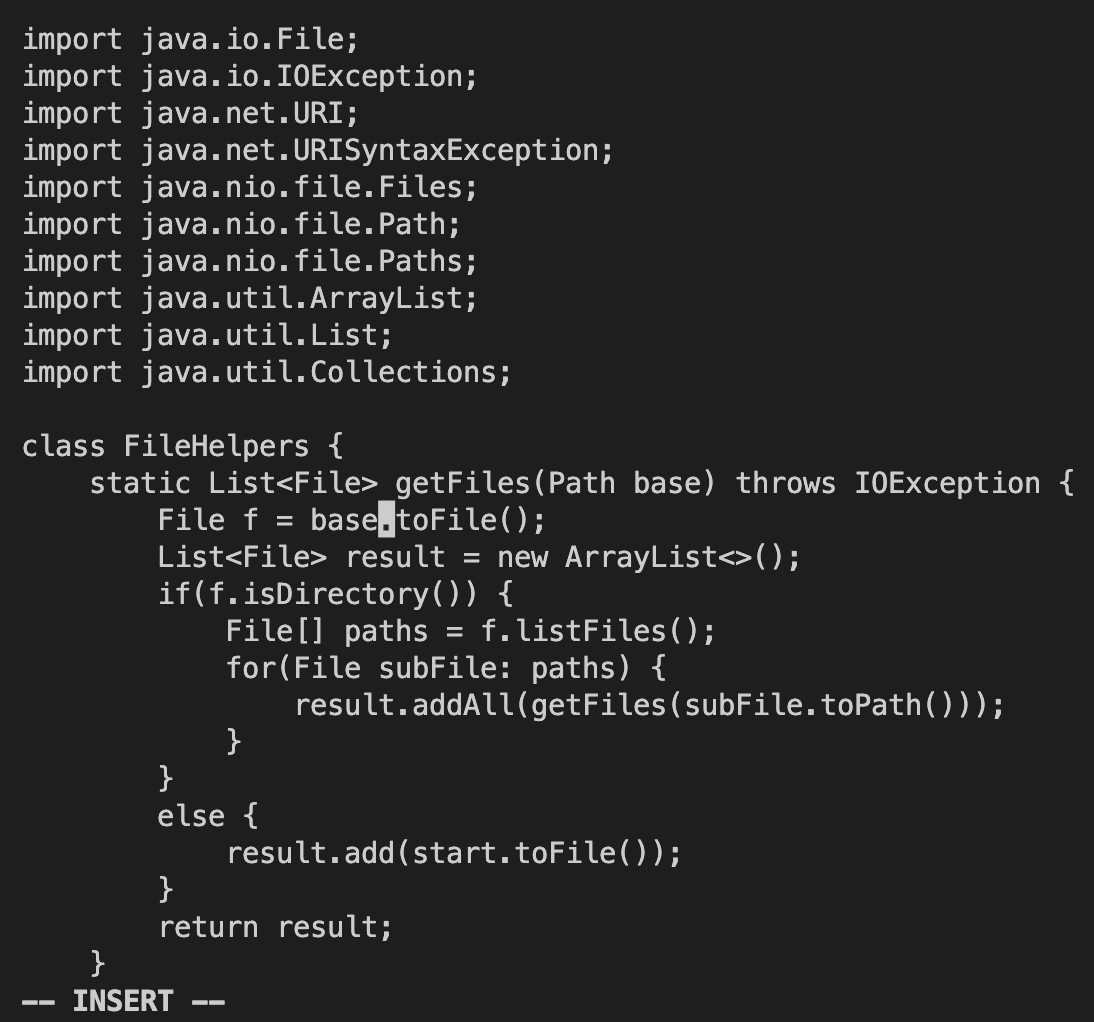 import java.io.File;
import java.io.IOException;
import java.net.URI;
import java.net.URISyntaxException;
import java.nio.file.Files;
import java.nio.file.Path;
import java.nio.file.Paths;
import java.util.ArrayList;
import java.util.List;
import java.util.Collections;

class FileHelpers {
    static List<File> getFiles(Path base) throws IOException {
        File f = base.toFile();
        List<File> result = new ArrayList<>();
        if(f.isDirectory()) {
            File[] paths = f.listFiles();
            for(File subFile: paths) {
                result.addAll(getFiles(subFile.toPath()));
            }
        }
        else {
            result.add(start.toFile());
        }
        return result;
    }
-- INSERT --